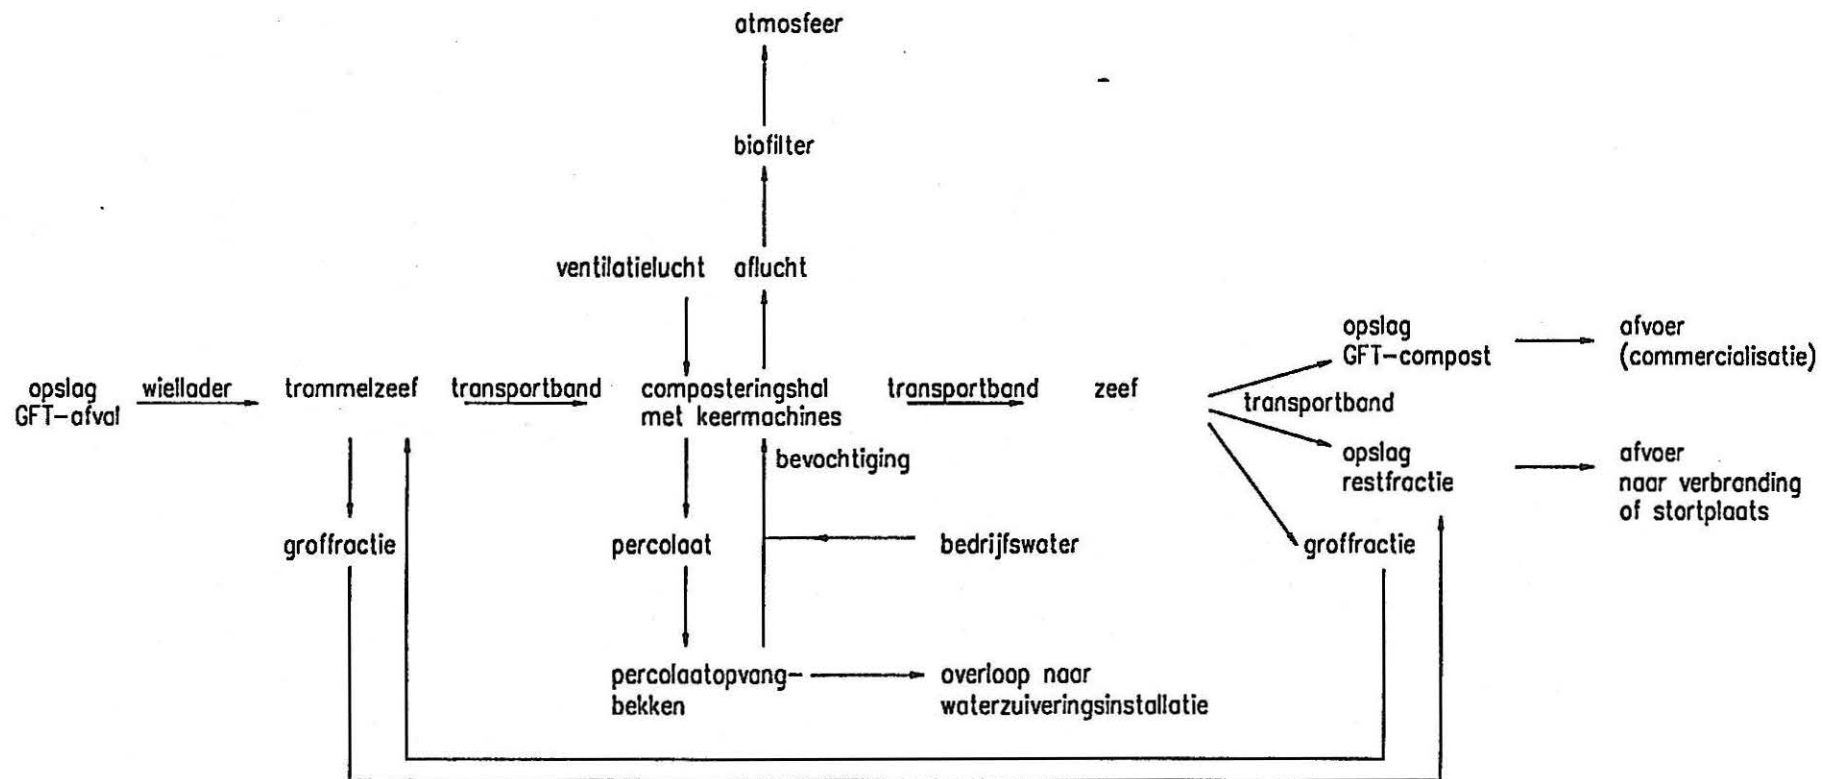 atmosfeer
biofilter
ventilatielucht aflucht
opslag
GFT-afval
wiellader
trommelzeef
transportband
composteringshal
met keermachines
transportband
zeef
transportband
opslag
GFT-compost
afvoer
(commercialisatie)
opslag
restfractie
afvoer
naar verbranding
of stortplaats
bevochtiging
groffractie
percolaat
bedrijfswater
groffractie
percolaatopvang-
bekken
overloop naar
waterzuiveringsinstallatie